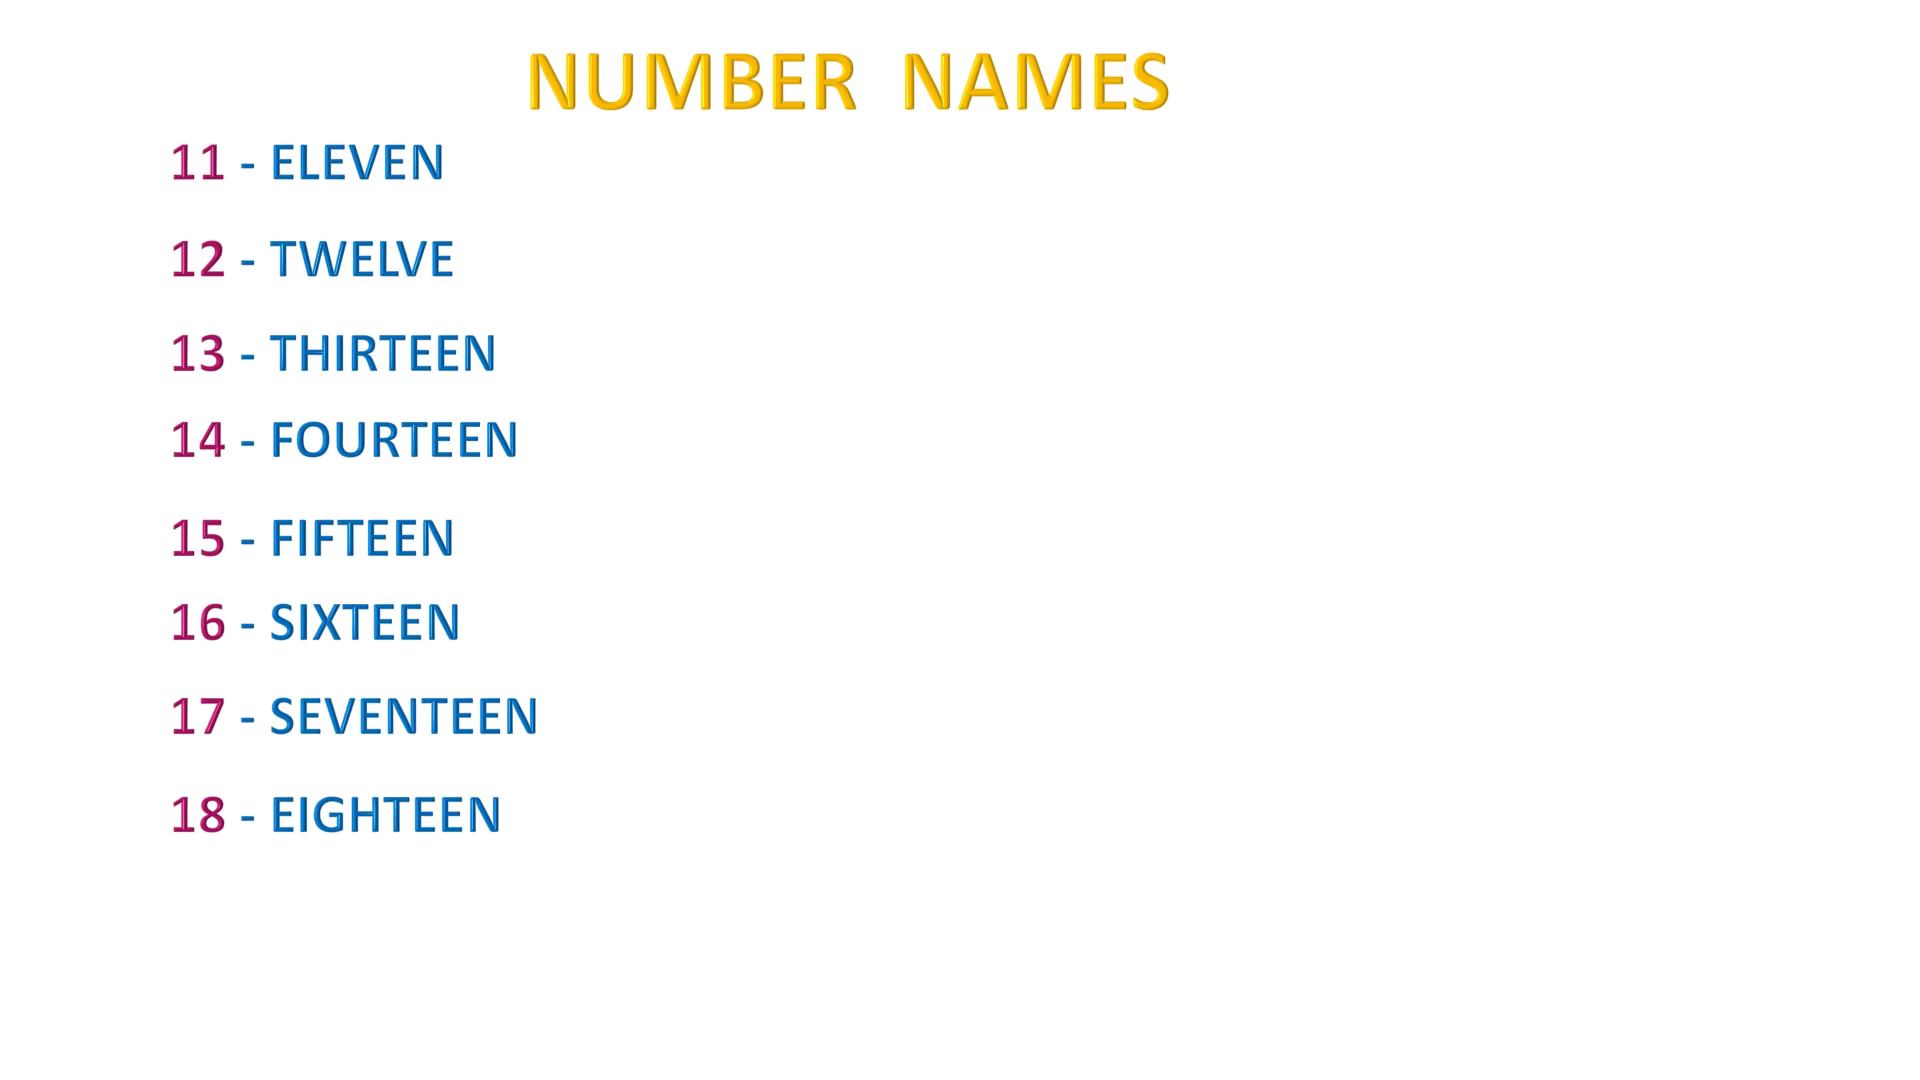 NUMBER NAMES
11 - ELEVEN
12 - TWELVE
13 - THIRTEEN
14 - FOURTEEN
15 - FIFTEEN
16 - SIXTEEN
17 - SEVENTEEN
18 - EIGHTEEN